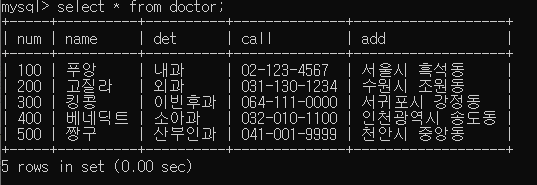 mysql> select * from doctor;
+-----+----------+----------+--------------+---------------------+
| num | name | det | call | add |
+-----+----------+----------+--------------+---------------------+
| 100 | 푸앙 | 내과 | 02-123-4567 | 서울시 흑석동 |
| 200 | 고질라 | 외과 | 031-130-1234 | 수원시 조원동 |
| 300 | 킹콩 | 이빈후과 | 064-111-0000 | 서귀포시 강정동 |
| 400 | 베네딕트 | 소아과 | 032-010-1100 | 인천광역시 송도동 |
| 500 | 짱구 | 산부인과 | 041-001-9999 | 천안시 중앙동 |
+-----+----------+----------+--------------+---------------------+
5 rows in set (0.00 sec)